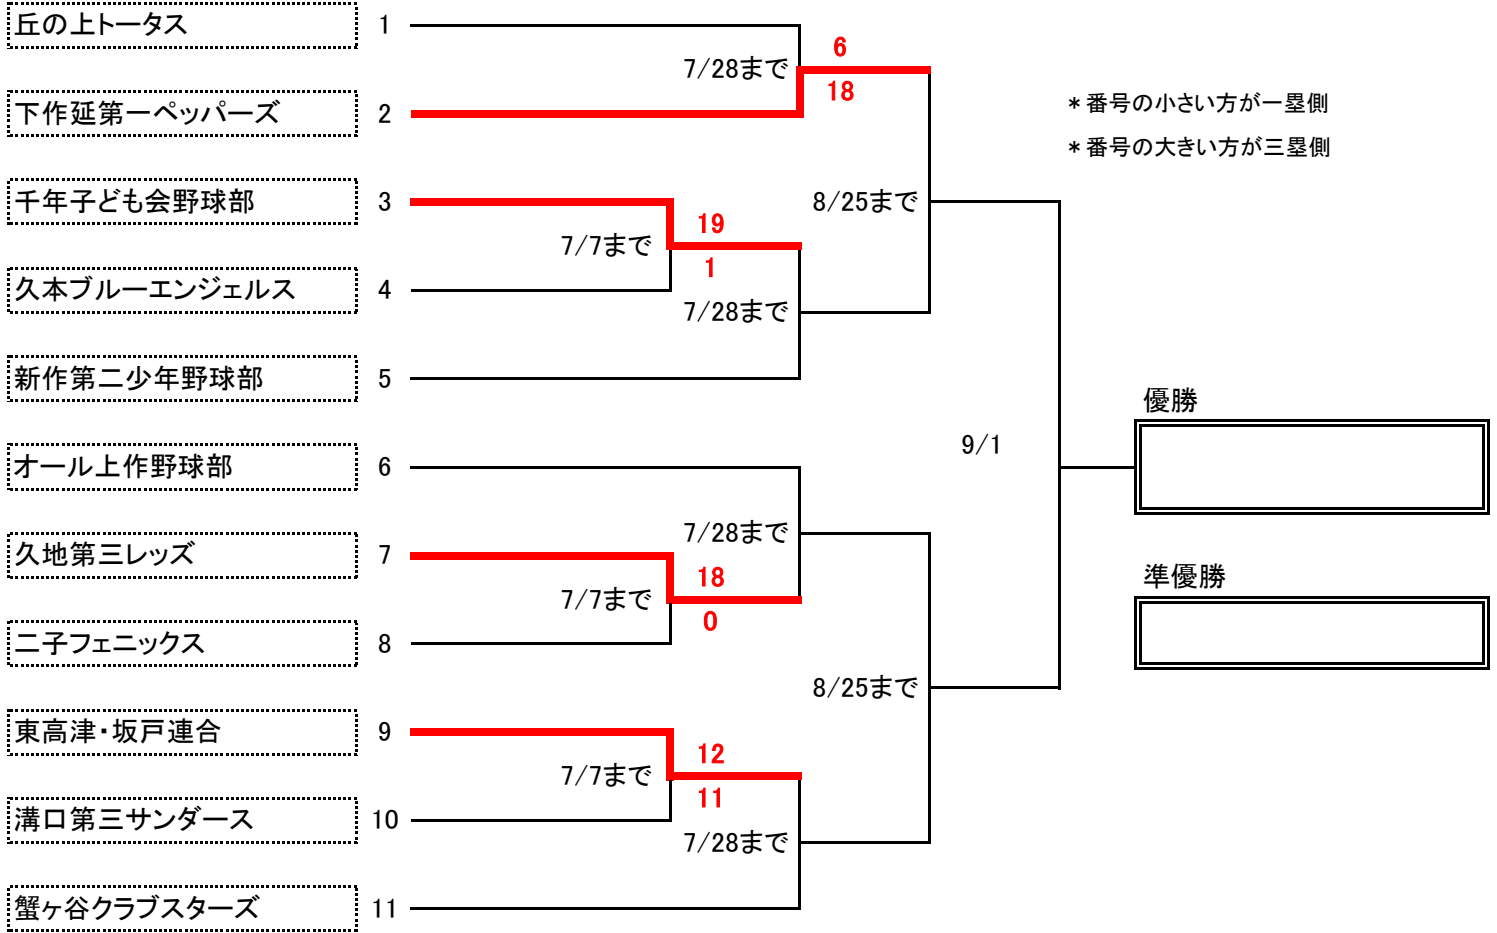 丘の上トータス 1
6
7/28まで
18
下作延第一ペッパーズ 2
*番号の小さい方が一塁側
*番号の大きい方が三塁側
千年子ども会野球部 3
8/25まで
19
7/7まで
1
久本ブルーエンジェルス 4
7/28まで
新作第二少年野球部 5
優勝
9/1
オール上作野球部 6
7/28まで
久地第三レッズ 7
18
準優勝
7/7まで
0
二子フェニックス 8
8/25まで
東高津・坂戸連合 9
12
7/7まで
11
溝口第三サンダース 10
7/28まで
蟹ヶ谷クラブスターズ 11